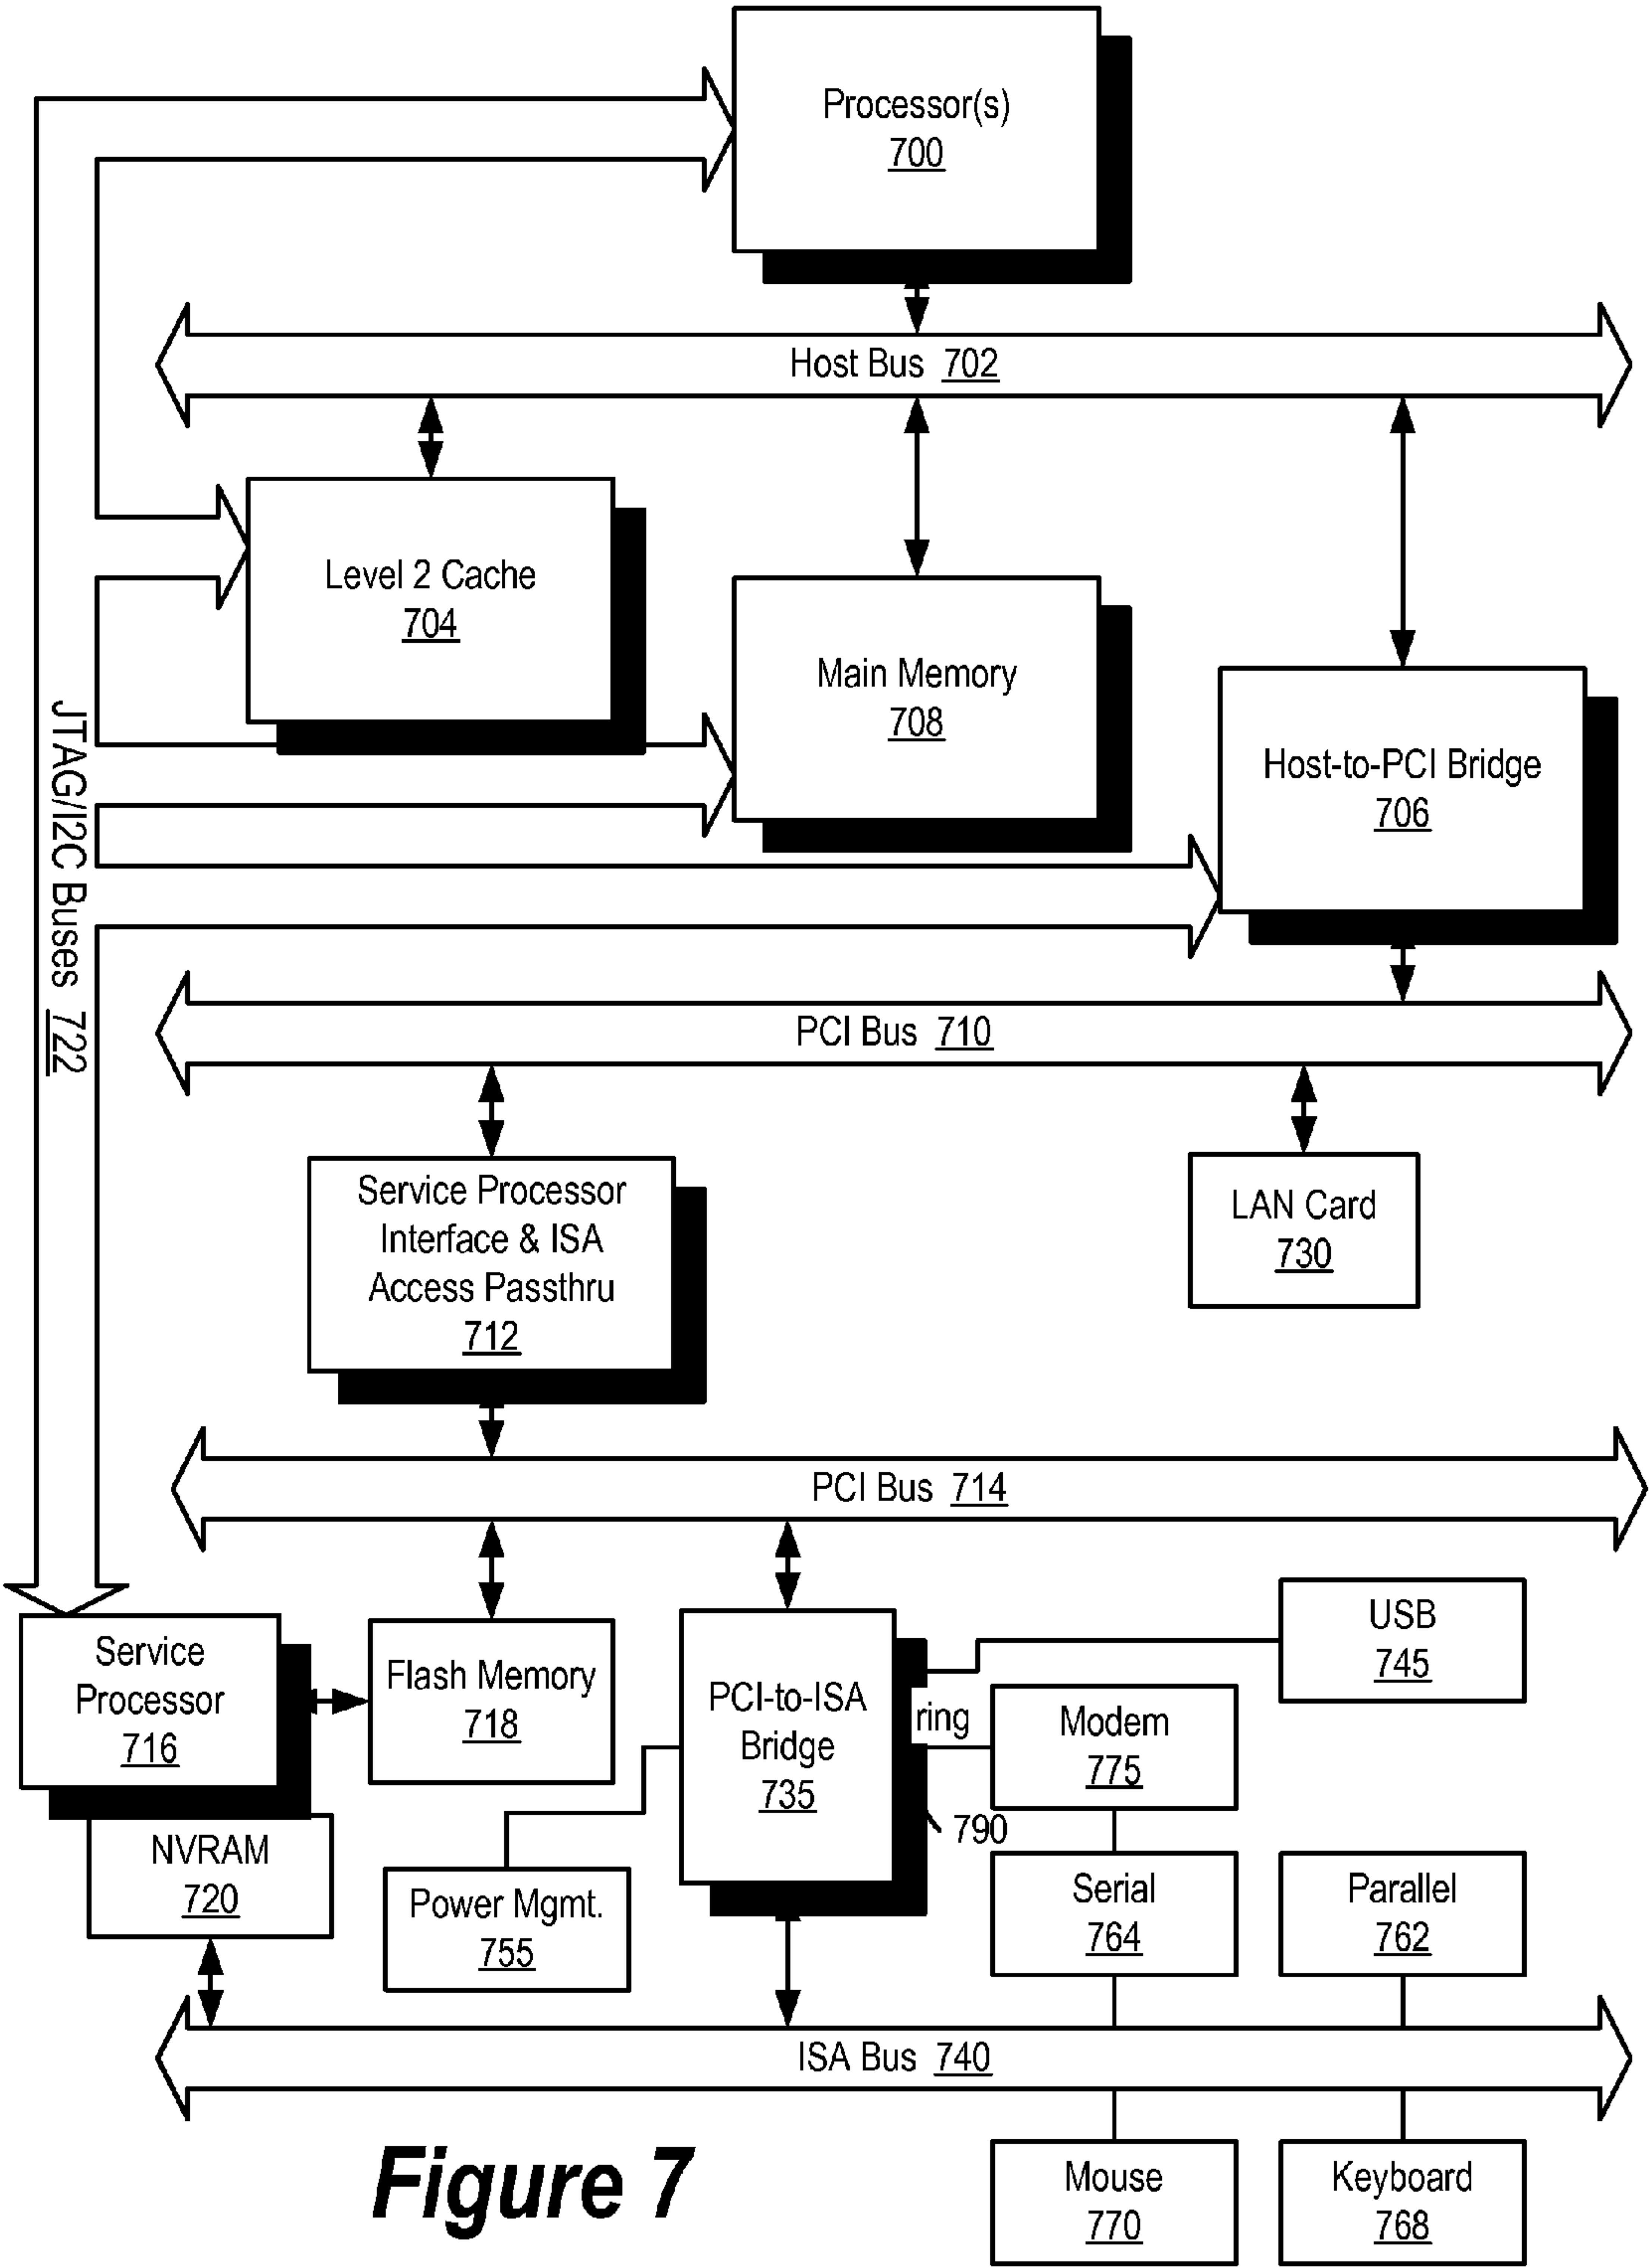 Processor(s)
700
Host Bus 702
Level 2 Cache
704
Main Memory
708
Host-to-PCI Bridge
706
JTAG/I2C Buses 722
PCI Bus 710
Service Processor
Interface & ISA
Access Passthru
712
LAN Card
730
PCI Bus 714
Service
Processor
716
Flash Memory
718
PCI-to-ISA
Bridge
735
USB
745
ring
Modem
775
790
NVRAM
720
Power Mgmt.
755
Serial
764
Parallel
762
ISA Bus 740
Mouse
770
Keyboard
768
Figure 7